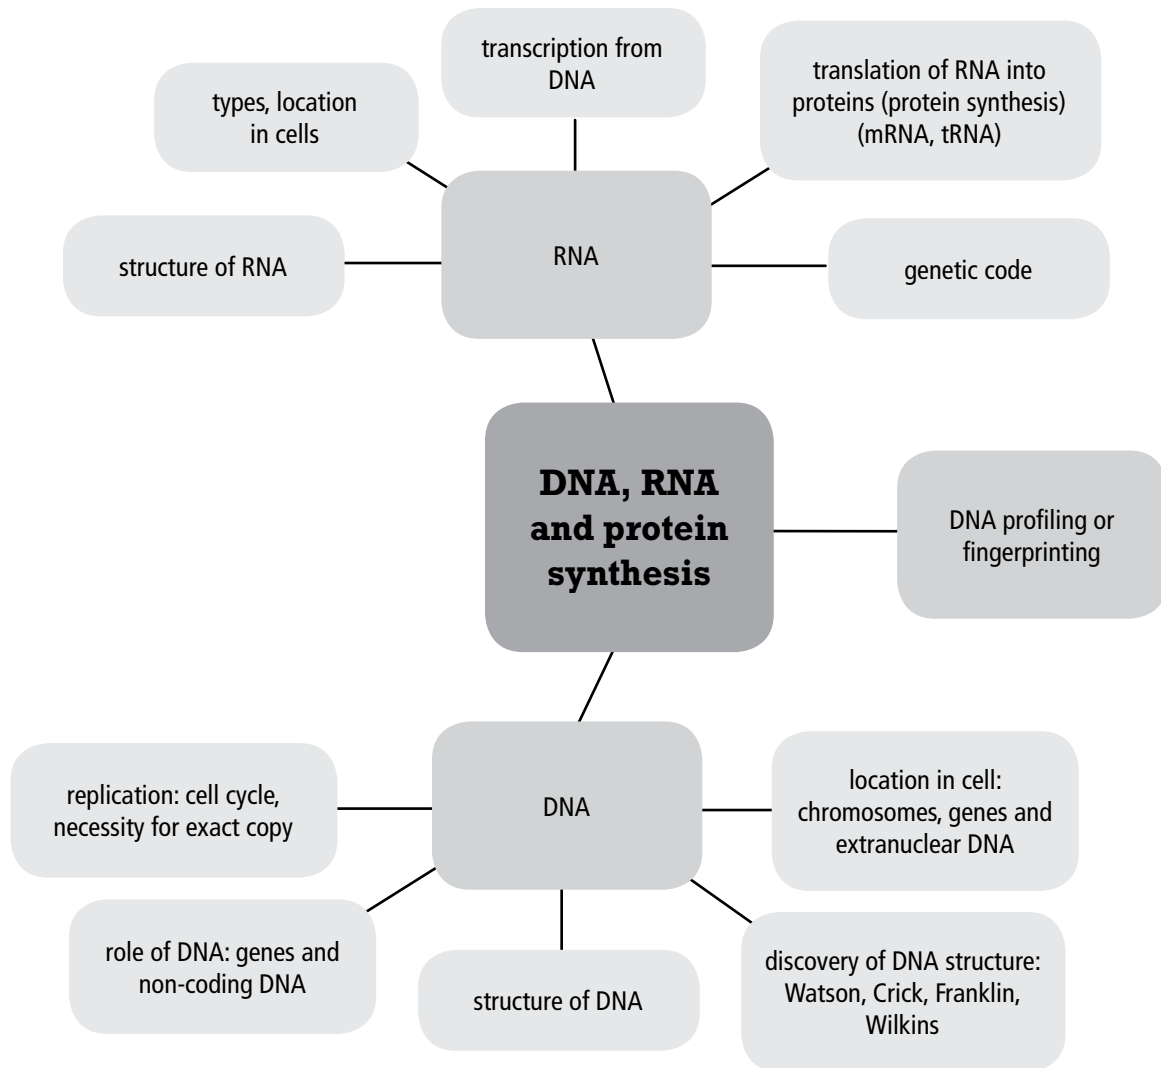 transcription from
DNA
translation of RNA into
proteins (protein synthesis)
(mRNA, tRNA)
types, location
in cells
structure of RNA
RNA
genetic code
DNA, RNA
and protein
synthesis
DNA profiling or
fingerprinting
replication: cell cycle,
necessity for exact copy
DNA
location in cell:
chromosomes, genes and
extranuclear DNA
role of DNA: genes and
non-coding DNA
structure of DNA
discovery of DNA structure:
Watson, Crick, Franklin,
Wilkins